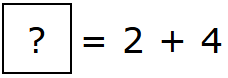 ? = 2 + 4